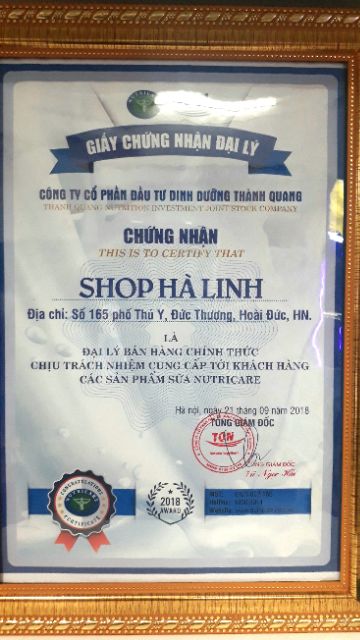 GIẤY CHỨNG NHẬN ĐẠI LÝ
CÔNG TY CỔ PHẦN ĐẦU TƯ DINH DƯỠNG THÀNH QUANG
THANH QUANG NUTRITION INVESTMENT JOINT STOCK COMPANY
CHỨNG NHẬN
THIS IS TO CERTIFY THAT
SHOP HÀ LINH
Địa chỉ: Số 165 phố Thú Y, Đức Thượng, Hoài Đức, HN.
LÀ
ĐẠI LÝ BÁN HÀNG CHÍNH THỨC
CHỊU TRÁCH NHIỆM CUNG CẤP TỚI KHÁCH HÀNG
CÁC SẢN PHẨM SỮA NUTRICARE
Hà nội, ngày 21 tháng 09 năm 2018
TỔNG GIÁM ĐỐC
GIÁM ĐỐC
CONGRATULATIONS
CERTIFICATE
2018
AWARD